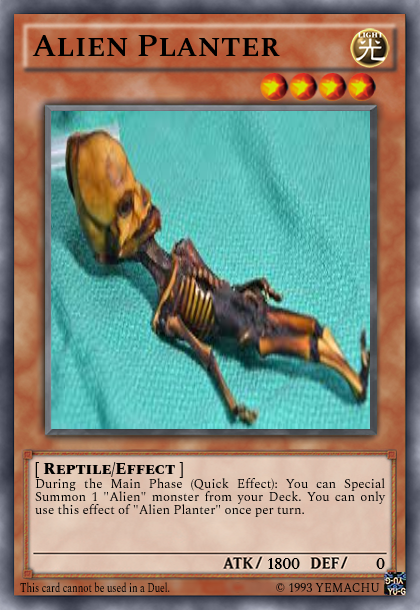 ALIEN PLANTER
LIGHT
光
[ REPTILE/EFFECT ]
During the Main Phase (Quick Effect): You can Special
Summon 1 "Alien" monster from your Deck. You can only
use this effect of "Alien Planter" once per turn.
ATK/ 1800 DEF/ 0
This card cannot be used in a Duel. © 1993 YEMACHU